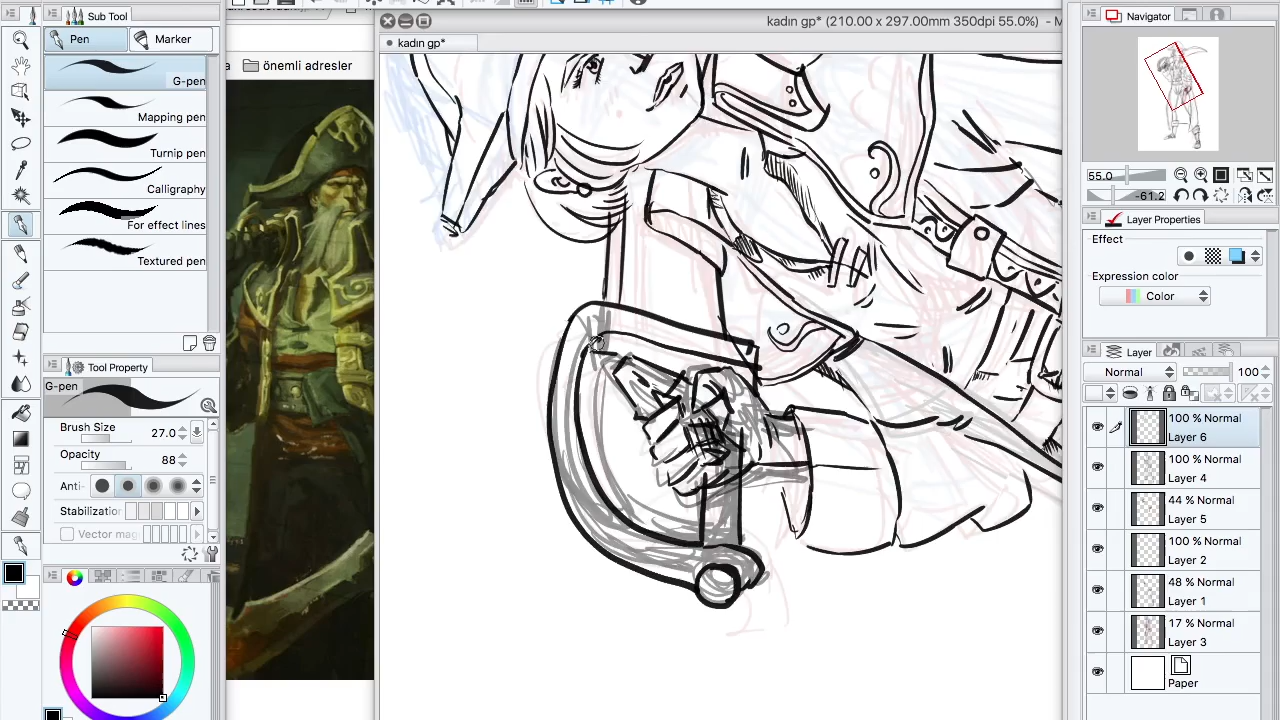 Sub Tool
Pen
Marker
G-pen
Mapping pen
Turnip pen
Calligraphy
For effect lines
Textured pen
Tool Property
G-pen
Brush Size
27.0
Opacity
88
Anti-
Stabilizatio
Vector mag
önemli adresler
kadın gp* (210.00 x 297.00mm 350dpi 55.0%) - M
kadın gp*
Navigator
55.0
-61.2
Layer Properties
Effect
Expression color
Color
Layer
Normal
100
100 % Normal
Layer 6
100 % Normal
Layer 4
44 % Normal
Layer 5
100 % Normal
Layer 2
48 % Normal
Layer 1
17 % Normal
Layer 3
Paper